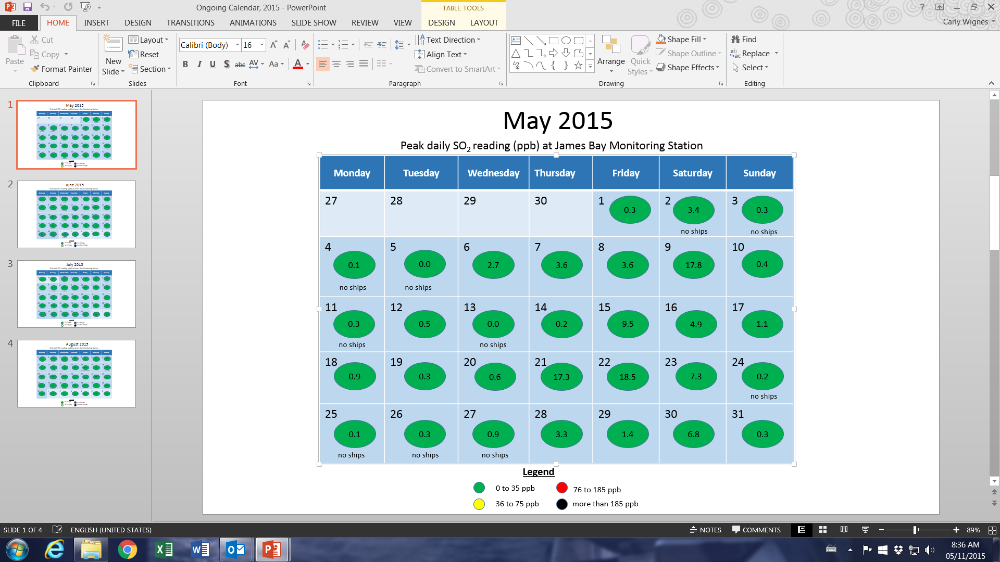 Ongoing Calendar, 2015 - PowerPoint
TABLE TOOLS
?
FILE HOME INSERT DESIGN TRANSITIONS ANIMATIONS SLIDE SHOW REVIEW VIEW DESIGN LAYOUT
Carly Wignes
Paste
Cut
Copy
Format Painter
Clipboard
New Slide
Layout
Reset
Section
Slides
Calibri (Body) 16
B I U S abc AV Aa A
Font
Text Direction
Align Text
Convert to SmartArt
Paragraph
Arrange
Quick Styles
Shape Fill
Shape Outline
Shape Effects
Drawing
Find
Replace
Select
Editing
1
May 2015
2
June 2015
3
July 2015
4
August 2015
May 2015
Peak daily SO2 reading (ppb) at James Bay Monitoring Station
Monday Tuesday Wednesday Thursday Friday Saturday Sunday
27 28 29 30 1 2 3
0.3 3.4 0.3
no ships no ships
4 5 6 7 8 9 10
0.1 0.0 2.7 3.6 3.6 17.8 0.4
no ships no ships
11 12 13 14 15 16 17
0.3 0.5 0.0 0.2 9.5 4.9 1.1
no ships no ships
18 19 20 21 22 23 24
0.9 0.3 0.6 17.3 18.5 7.3 0.2
no ships
25 26 27 28 29 30 31
0.1 0.3 0.9 3.3 1.4 6.8 0.3
no ships no ships no ships
Legend
0 to 35 ppb 76 to 185 ppb
36 to 75 ppb more than 185 ppb
SLIDE 1 OF 4 ENGLISH (UNITED STATES) NOTES COMMENTS 89%
8:36 AM
05/11/2015